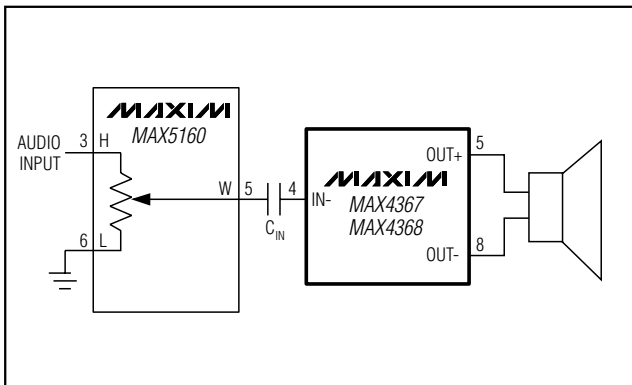 MAXIM
MAX5160
AUDIO
INPUT
3 H
W 5
6 L
C_IN
MAXIM
MAX4367
MAX4368
4 IN-
OUT+ 5
OUT- 8